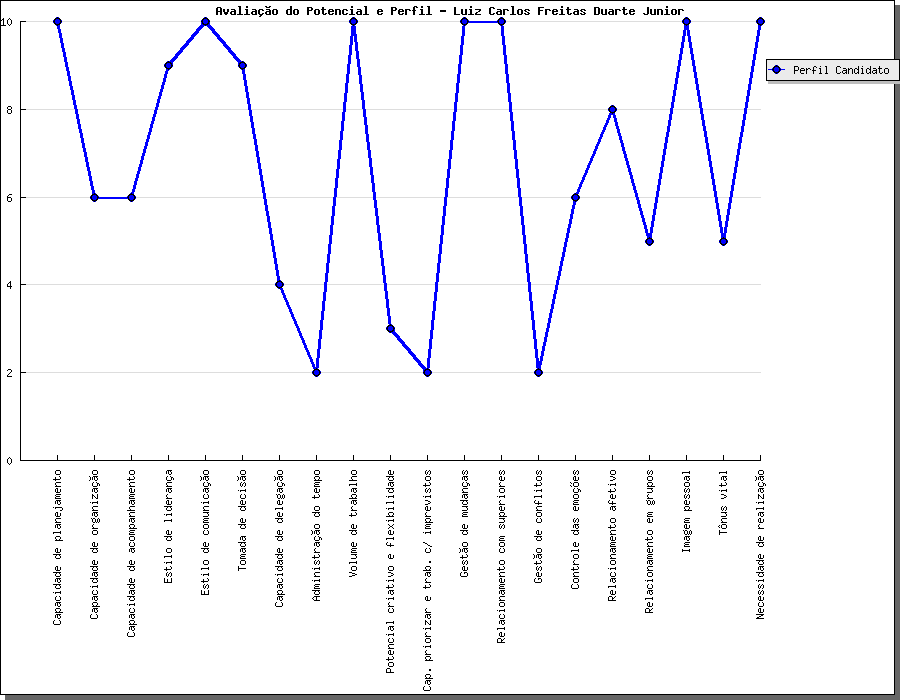 Avaliação do Potencial e Perfil - Luiz Carlos Freitas Duarte Junior
10
8
6
4
2
0
Perfil Candidato
Capacidade de planejamento
Capacidade de organização
Capacidade de acompanhamento
Estilo de liderança
Estilo de comunicação
Tomada de decisão
Capacidade de delegação
Administração do tempo
Volume de trabalho
Potencial criativo e flexibilidade
Cap. priorizar e trab. c/ imprevistos
Gestão de mudanças
Relacionamento com superiores
Gestão de conflitos
Controle das emoções
Relacionamento afetivo
Relacionamento em grupos
Imagem pessoal
Tônus vital
Necessidade de realização